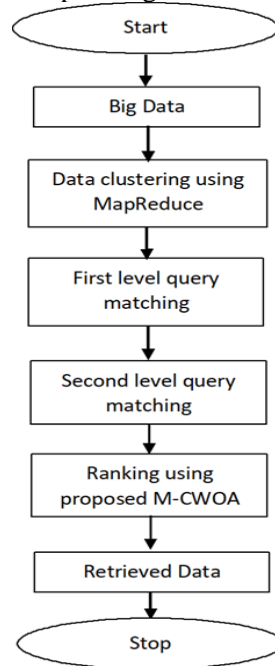 Start
Big Data
Data clustering using
MapReduce
First level query
matching
Second level query
matching
Ranking using
proposed M-CWOA
Retrieved Data
Stop